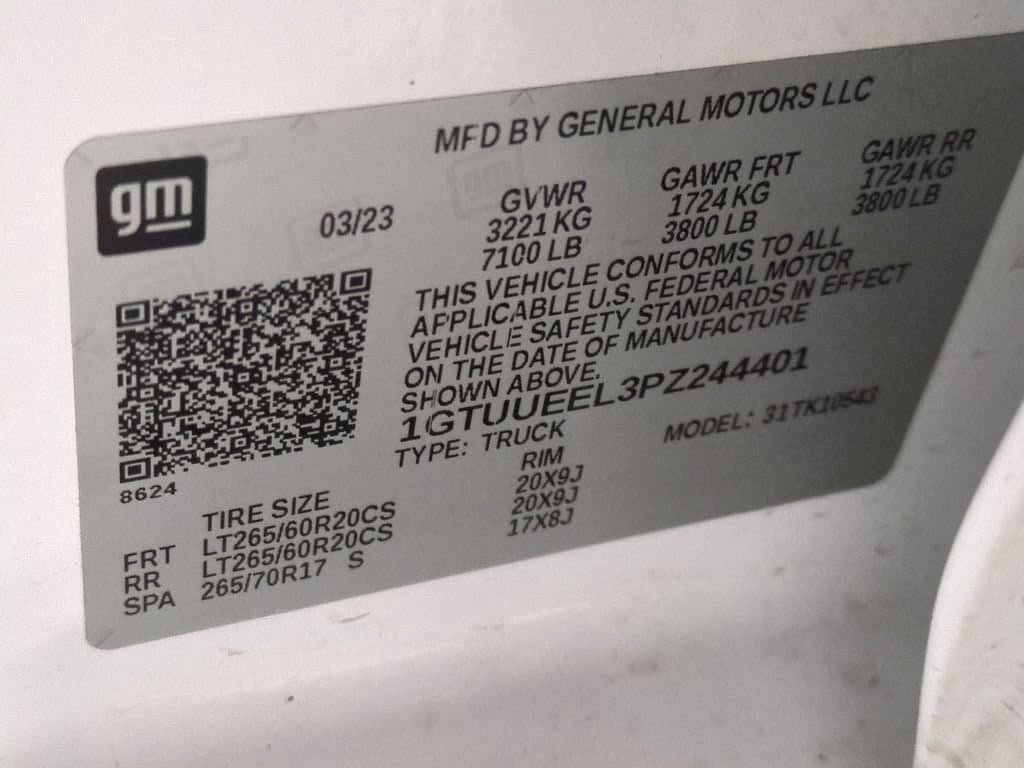 MFD BY GENERAL MOTORS LLC
gm
03/23
GVWR
3221 KG
7100 LB
GAWR FRT
1724 KG
3800 LB
GAWR RR
1724 KG
3800 LB
THIS VEHICLE CONFORMS TO ALL
APPLICABLE U.S. FEDERAL MOTOR
VEHICLE SAFETY STANDARDS IN EFFECT
ON THE DATE OF MANUFACTURE
SHOWN ABOVE.
1GTUUEEL3PZ244401
TYPE: TRUCK
MODEL: 31TK10543
8624
TIRE SIZE RIM
FRT LT265/60R20CS 20X9J
RR LT265/60R20CS 20X9J
SPA 265/70R17 S 17X8J